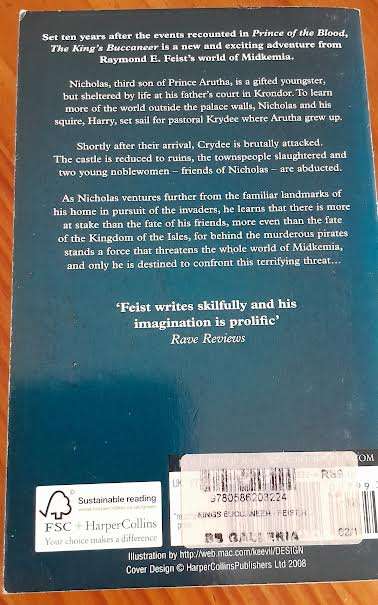 Set ten years after the events recounted in Prince of the Blood,
The King's Buccaneer is a new and exciting adventure from
Raymond E. Feist's world of Midkemia.
Nicholas, third son of Prince Arutha, is a gifted youngster,
but sheltered by life at his father's court in Krondor. To learn
more of the world outside the palace walls, Nicholas and his
squire, Harry, set sail for pastoral Krydee where Arutha grew up.
Shortly after their arrival, Crydee is brutally attacked.
The castle is reduced to ruins, the townspeople slaughtered and
two young noblewomen – friends of Nicholas – are abducted.
As Nicholas ventures further from the familiar landmarks of
his home in pursuit of the invaders, he learns that there is more
at stake than the fate of his friends, more even than the fate
of the Kingdom of the Isles, for behind the murderous pirates
stands a force that threatens the whole world of Midkemia,
and only he is destined to confront this terrifying threat...
'Feist writes skilfully and his
imagination is prolific'
Rave Reviews
9780586203224
KINGS BUCCANEER FEIST
Sustainable reading
FSC + HarperCollins
Your choice makes a difference
Illustration by http://web.mac.com/keevil/DESIGN
Cover Design © HarperCollinsPublishers Ltd 2008